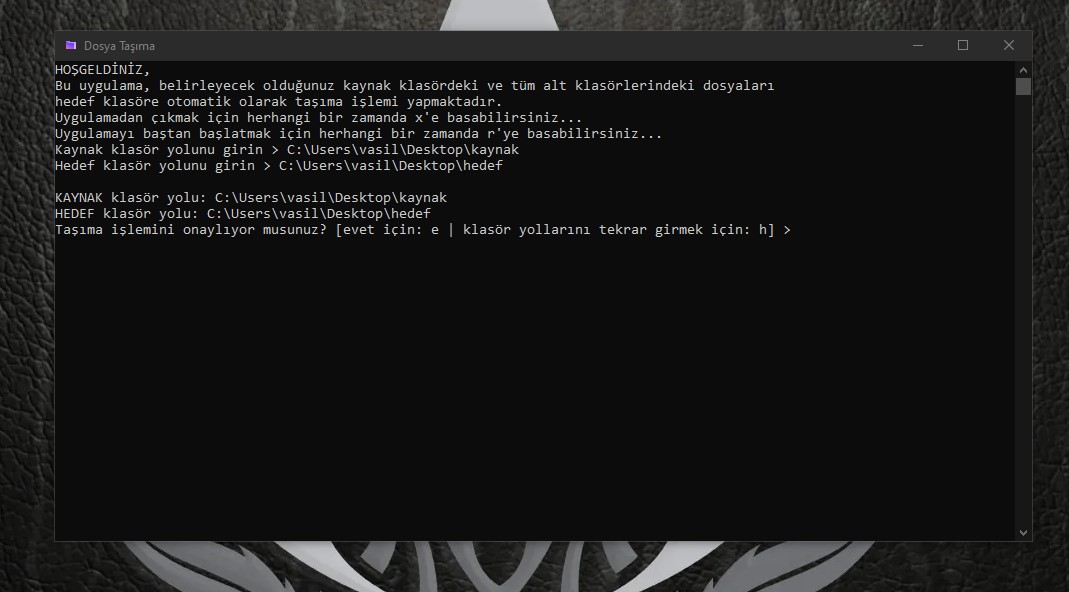 Dosya Taşıma
HOŞGELDİNİZ,
Bu uygulama, belirleyecek olduğunuz kaynak klasördeki ve tüm alt klasörlerindeki dosyaları
hedef klasöre otomatik olarak taşıma işlemi yapmaktadır.
Uygulamadan çıkmak için herhangi bir zamanda x'e basabilirsiniz...
Uygulamayı baştan başlatmak için herhangi bir zamanda r'ye basabilirsiniz...
Kaynak klasör yolunu girin > C:\Users\vasil\Desktop\kaynak
Hedef klasör yolunu girin > C:\Users\vasil\Desktop\hedef
KAYNAK klasör yolu: C:\Users\vasil\Desktop\kaynak
HEDEF klasör yolu: C:\Users\vasil\Desktop\hedef
Taşıma işlemini onaylıyor musunuz? [evet için: e | klasör yollarını tekrar girmek için: h] >